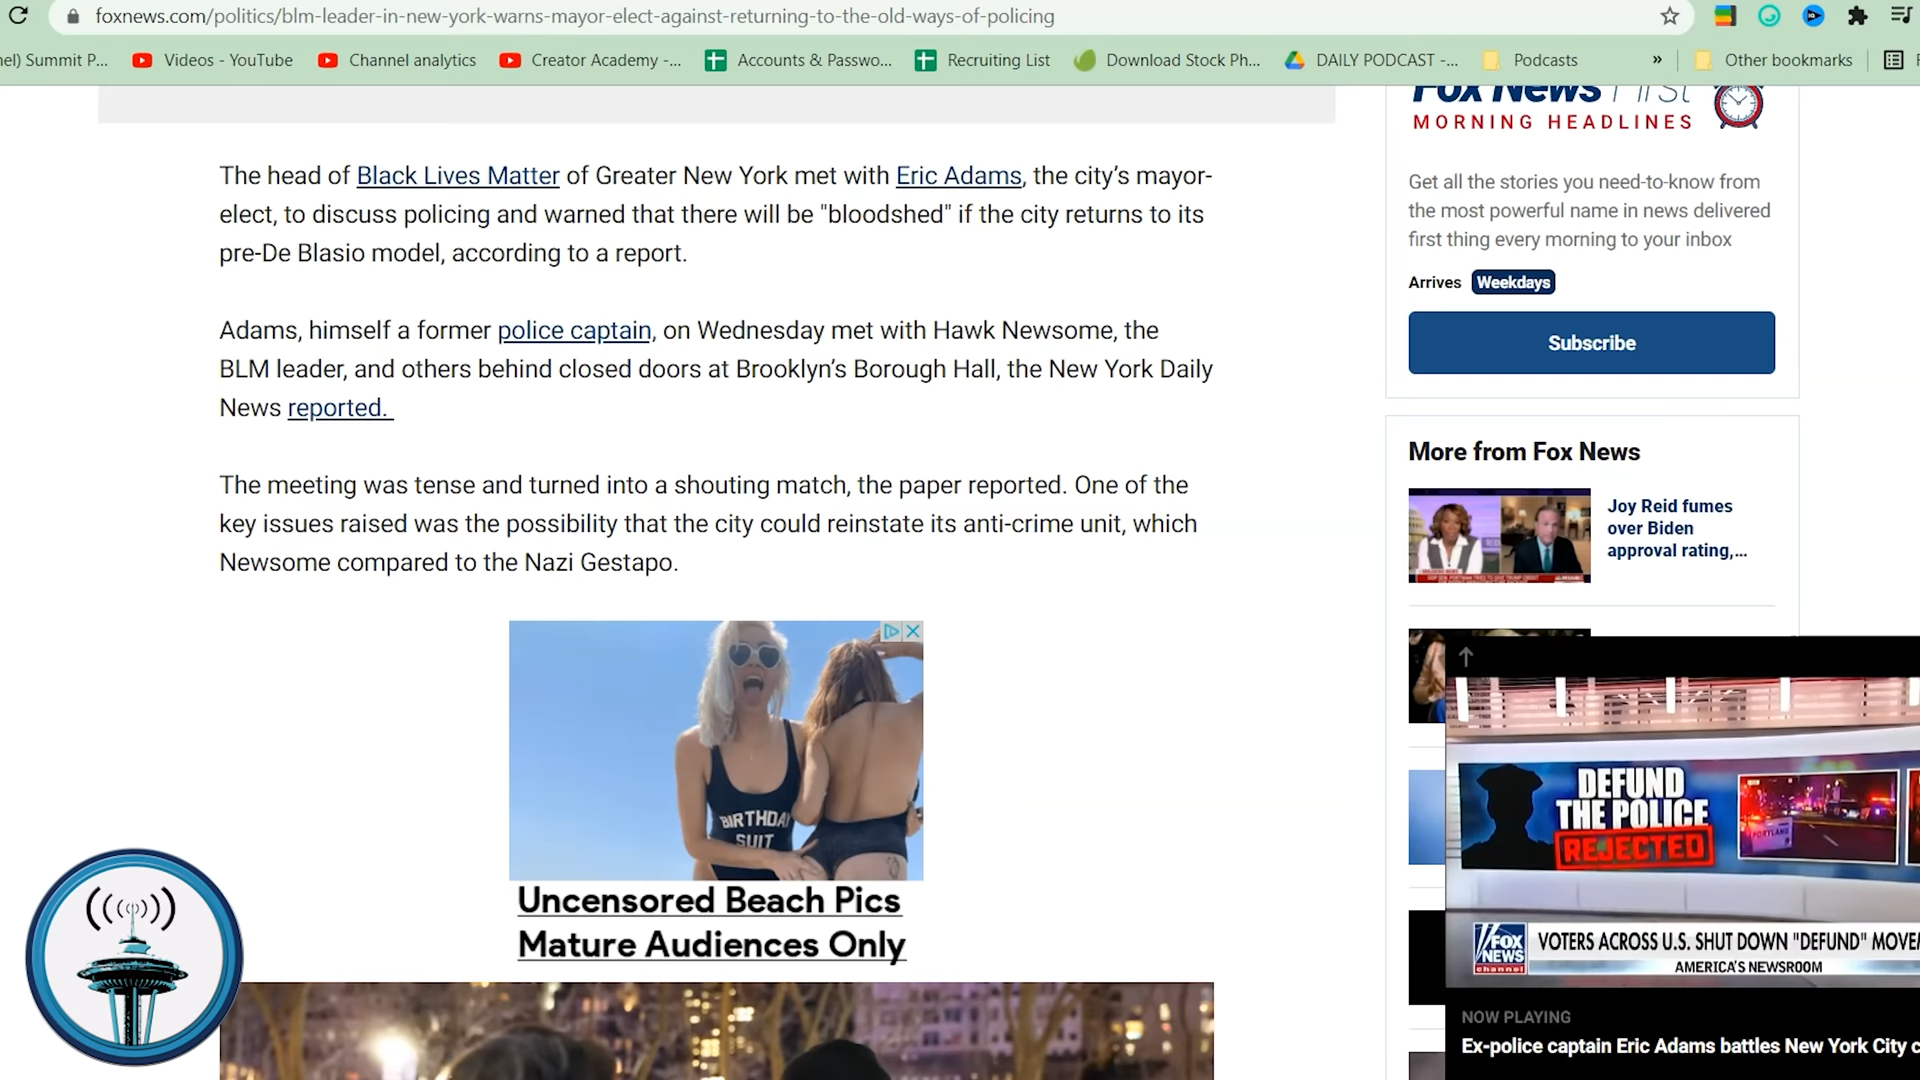 foxnews.com/politics/blm-leader-in-new-york-warns-mayor-elect-against-returning-to-the-old-ways-of-policing
nel) Summit P... Videos - YouTube Channel analytics Creator Academy -... Accounts & Passwo... Recruiting List Download Stock Ph... DAILY PODCAST -... Podcasts » Other bookmarks
The head of Black Lives Matter of Greater New York met with Eric Adams, the city’s mayor-
elect, to discuss policing and warned that there will be "bloodshed" if the city returns to its
pre-De Blasio model, according to a report.
Adams, himself a former police captain, on Wednesday met with Hawk Newsome, the
BLM leader, and others behind closed doors at Brooklyn’s Borough Hall, the New York Daily
News reported.
The meeting was tense and turned into a shouting match, the paper reported. One of the
key issues raised was the possibility that the city could reinstate its anti-crime unit, which
Newsome compared to the Nazi Gestapo.
BIRTHDAY
SUIT
Uncensored Beach Pics
Mature Audiences Only
Fox News First
MORNING HEADLINES
Get all the stories you need-to-know from
the most powerful name in news delivered
first thing every morning to your inbox
Arrives Weekdays
Subscribe
More from Fox News
Joy Reid fumes
over Biden
approval rating,...
DEFUND
THE POLICE
REJECTED
PORTLAND
FOX
NEWS
channel
VOTERS ACROSS U.S. SHUT DOWN "DEFUND" MOVEM
AMERICA'S NEWSROOM
NOW PLAYING
Ex-police captain Eric Adams battles New York City c